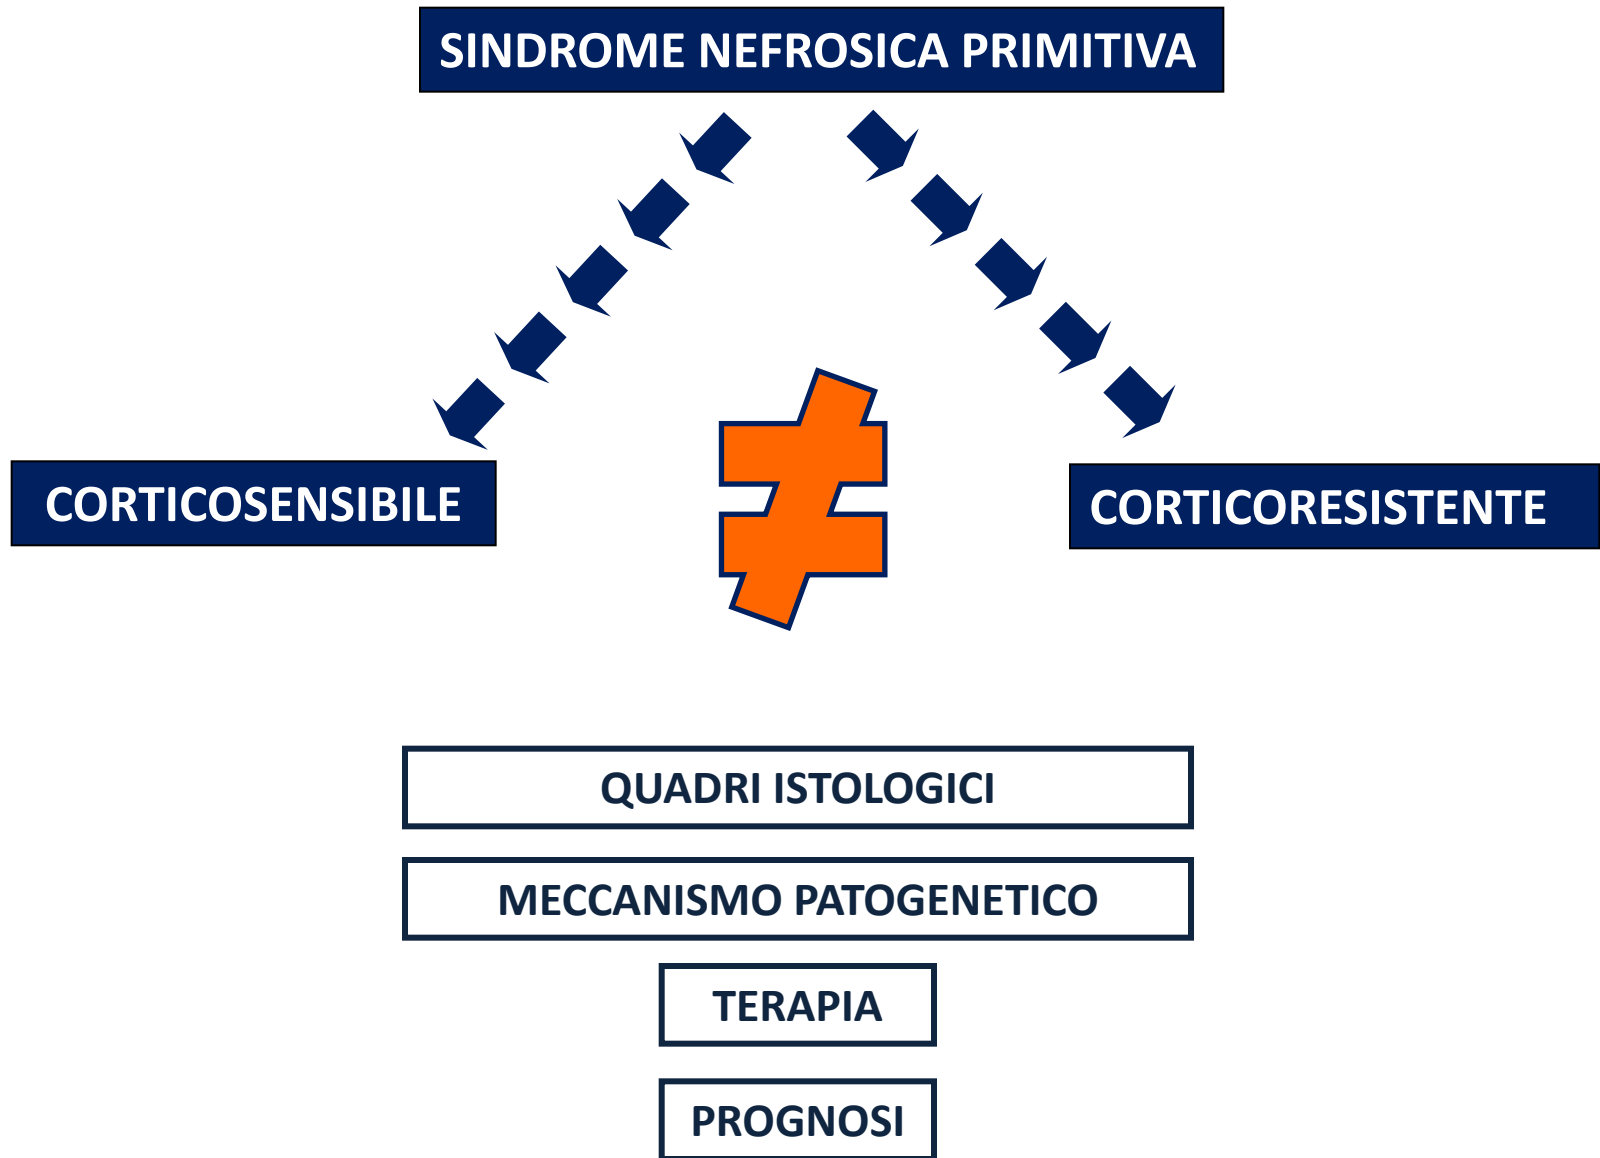 SINDROME NEFROSICA PRIMITIVA
CORTICOSENSIBILE
CORTICORESISTENTE
QUADRI ISTOLOGICI
MECCANISMO PATOGENETICO
TERAPIA
PROGNOSI